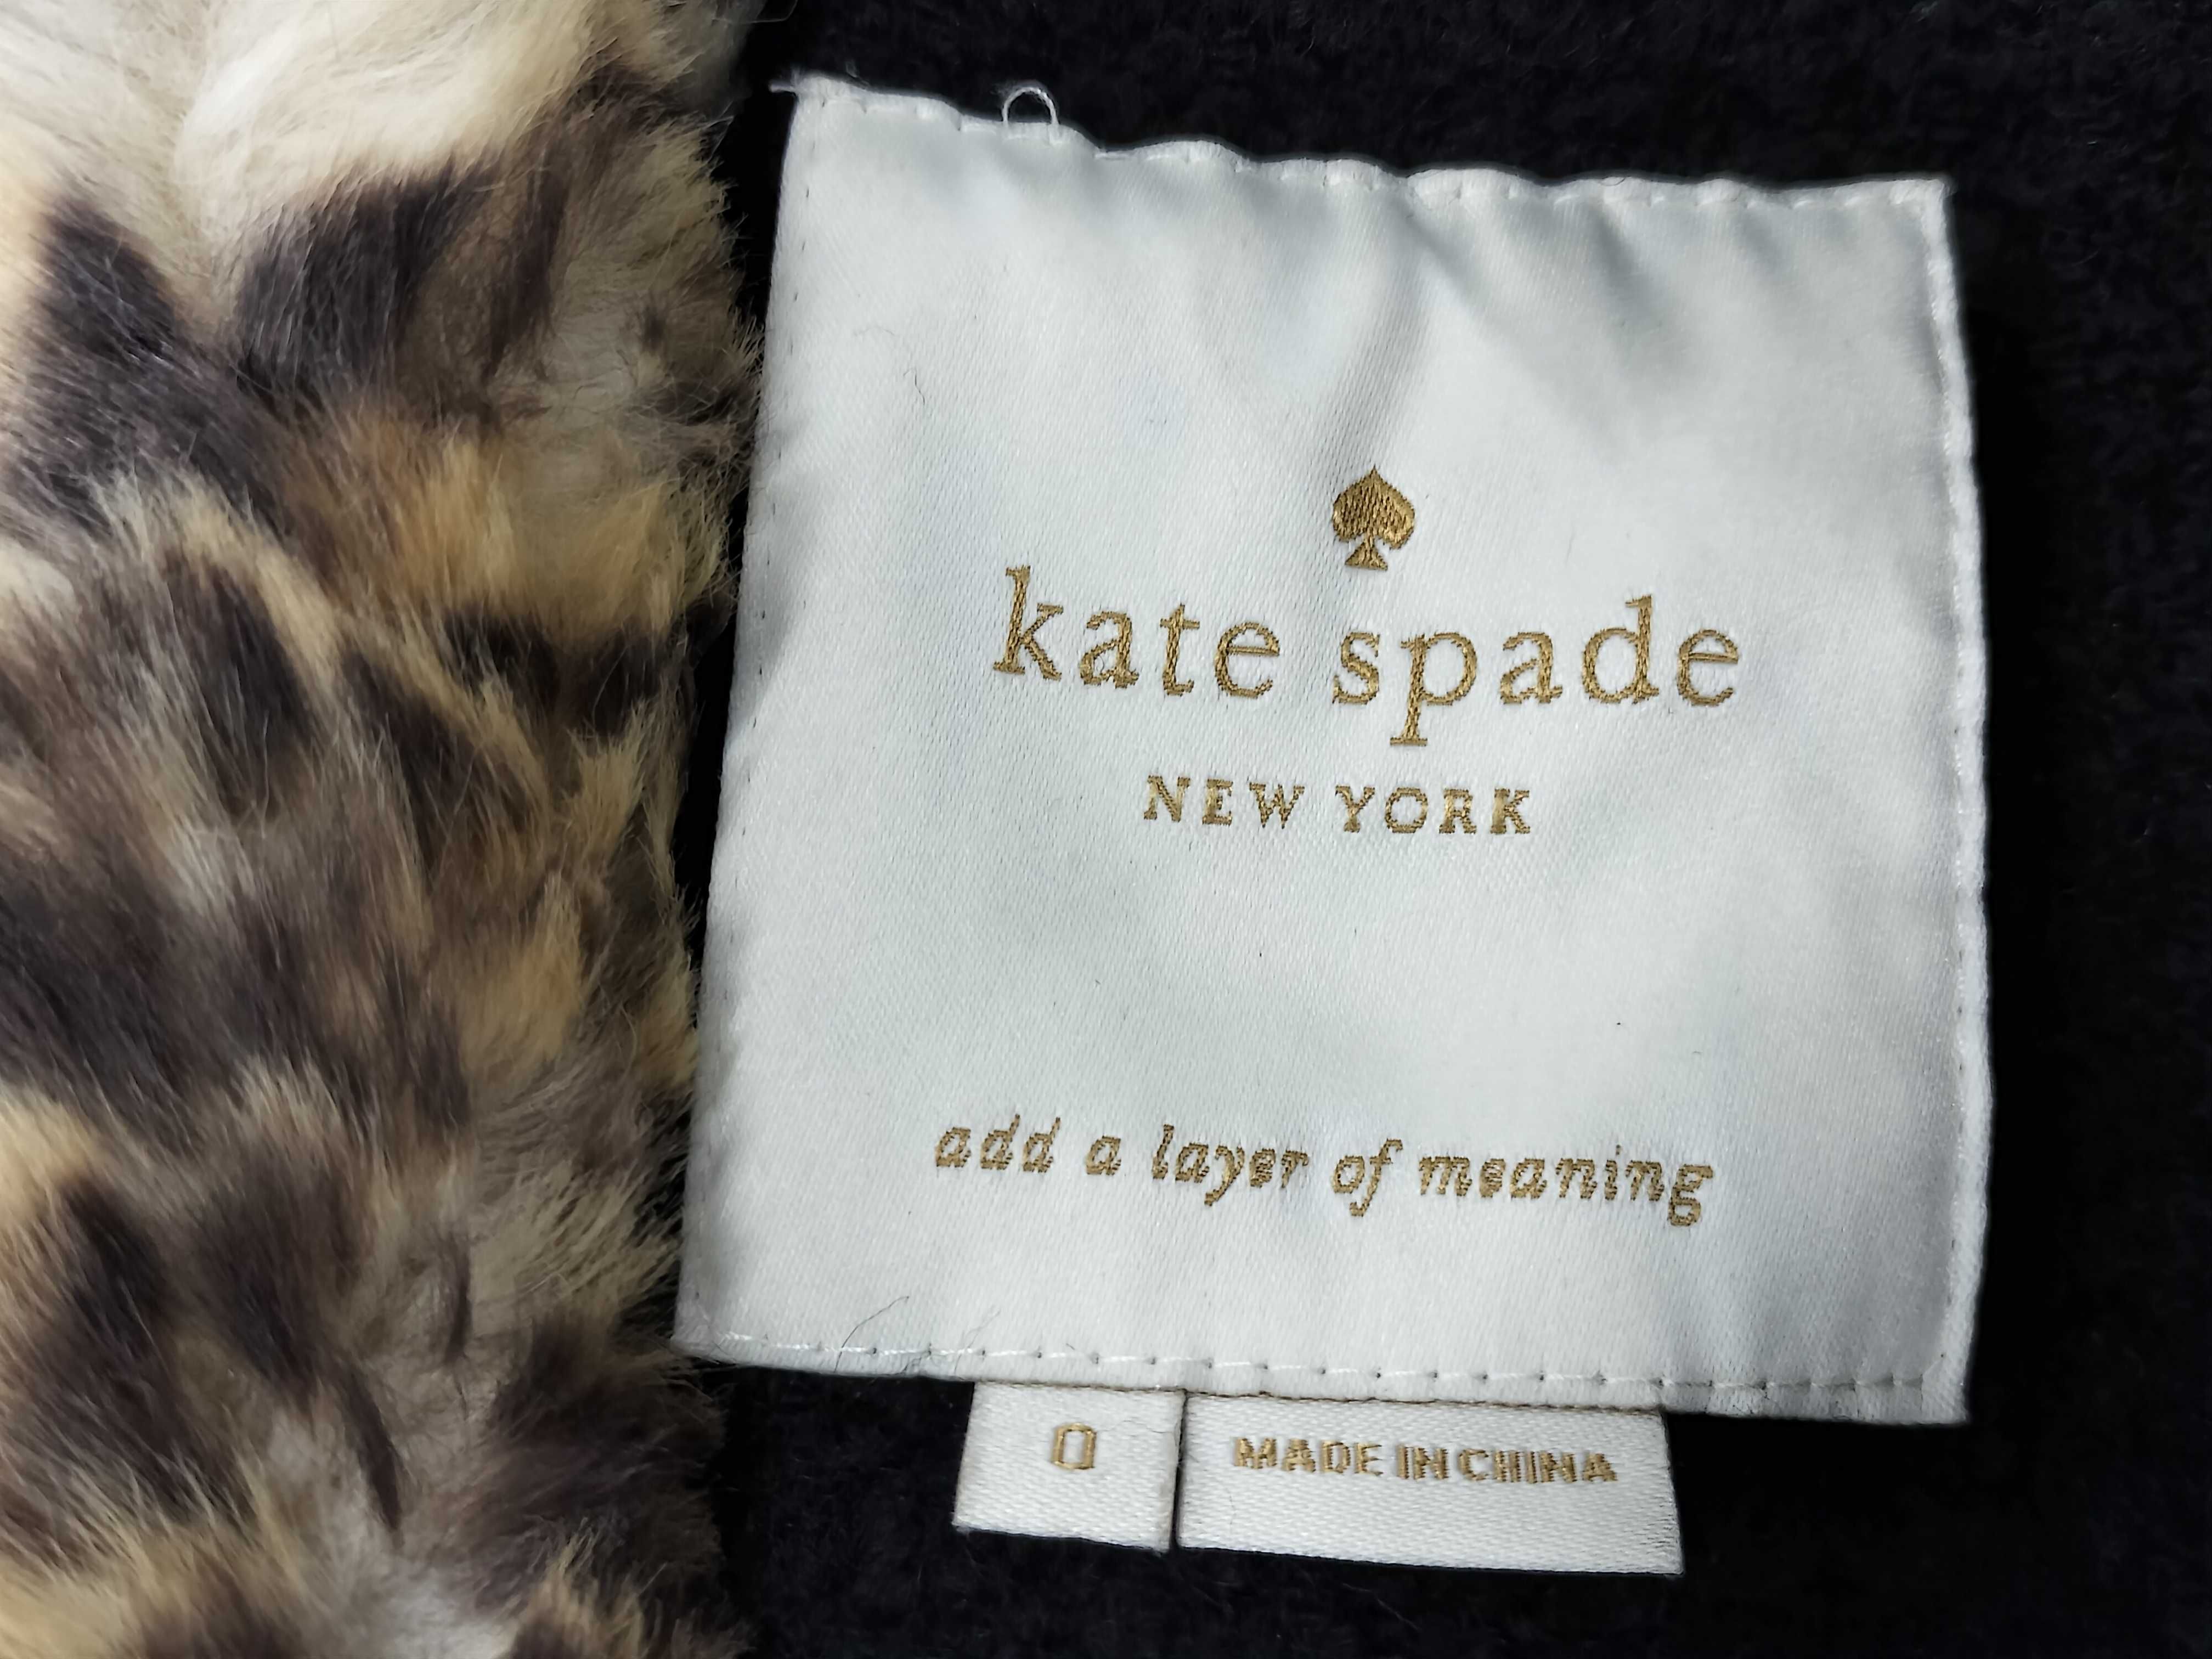 kate spade
NEW YORK
add a layer of meaning
0
MADE IN CHINA